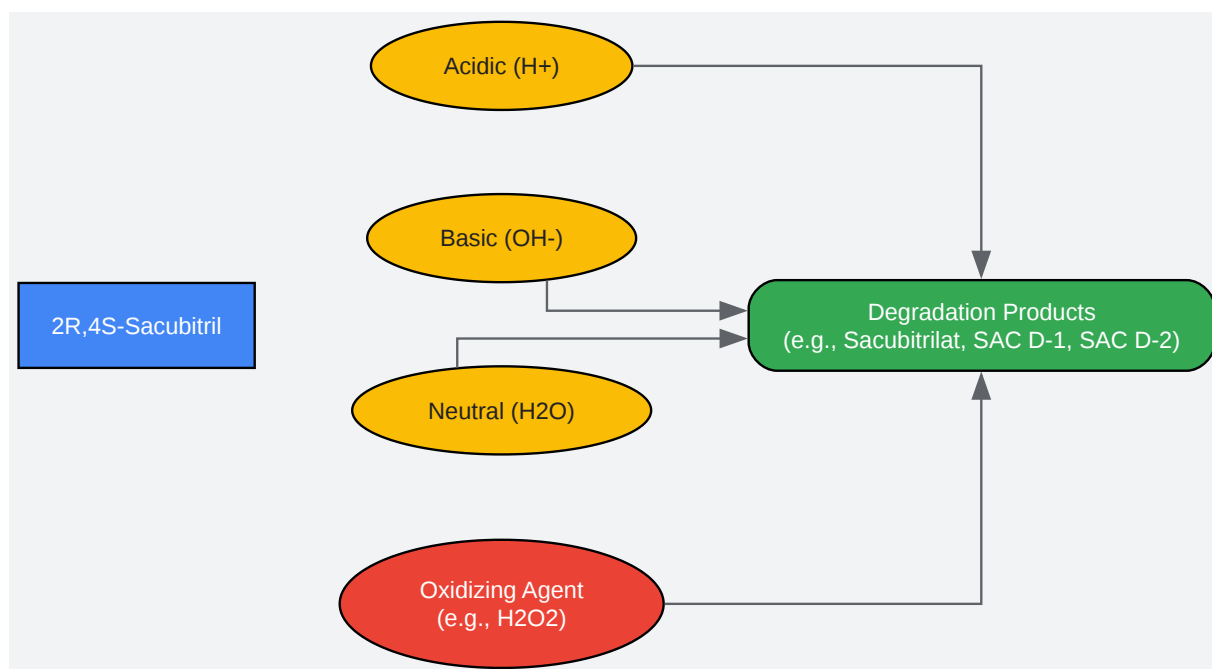 Acidic (H+)
Basic (OH-)
2R,4S-Sacubitril
Degradation Products
(e.g., Sacubitrilat, SAC D-1, SAC D-2)
Neutral (H2O)
Oxidizing Agent
(e.g., H2O2)